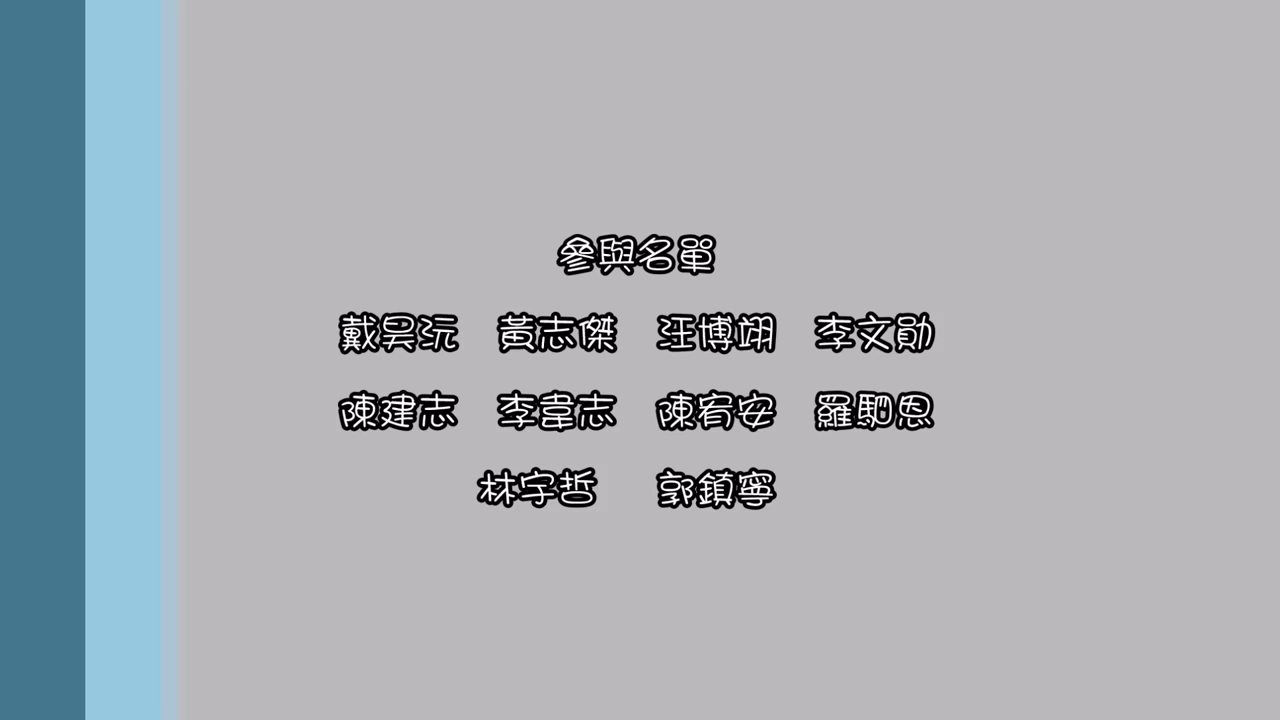 參與名單
戴昊沅 黃志傑 汪博翊 李文勛
陳建志 李韋志 陳宥安 羅駟恩
林宇哲 郭鎮寧